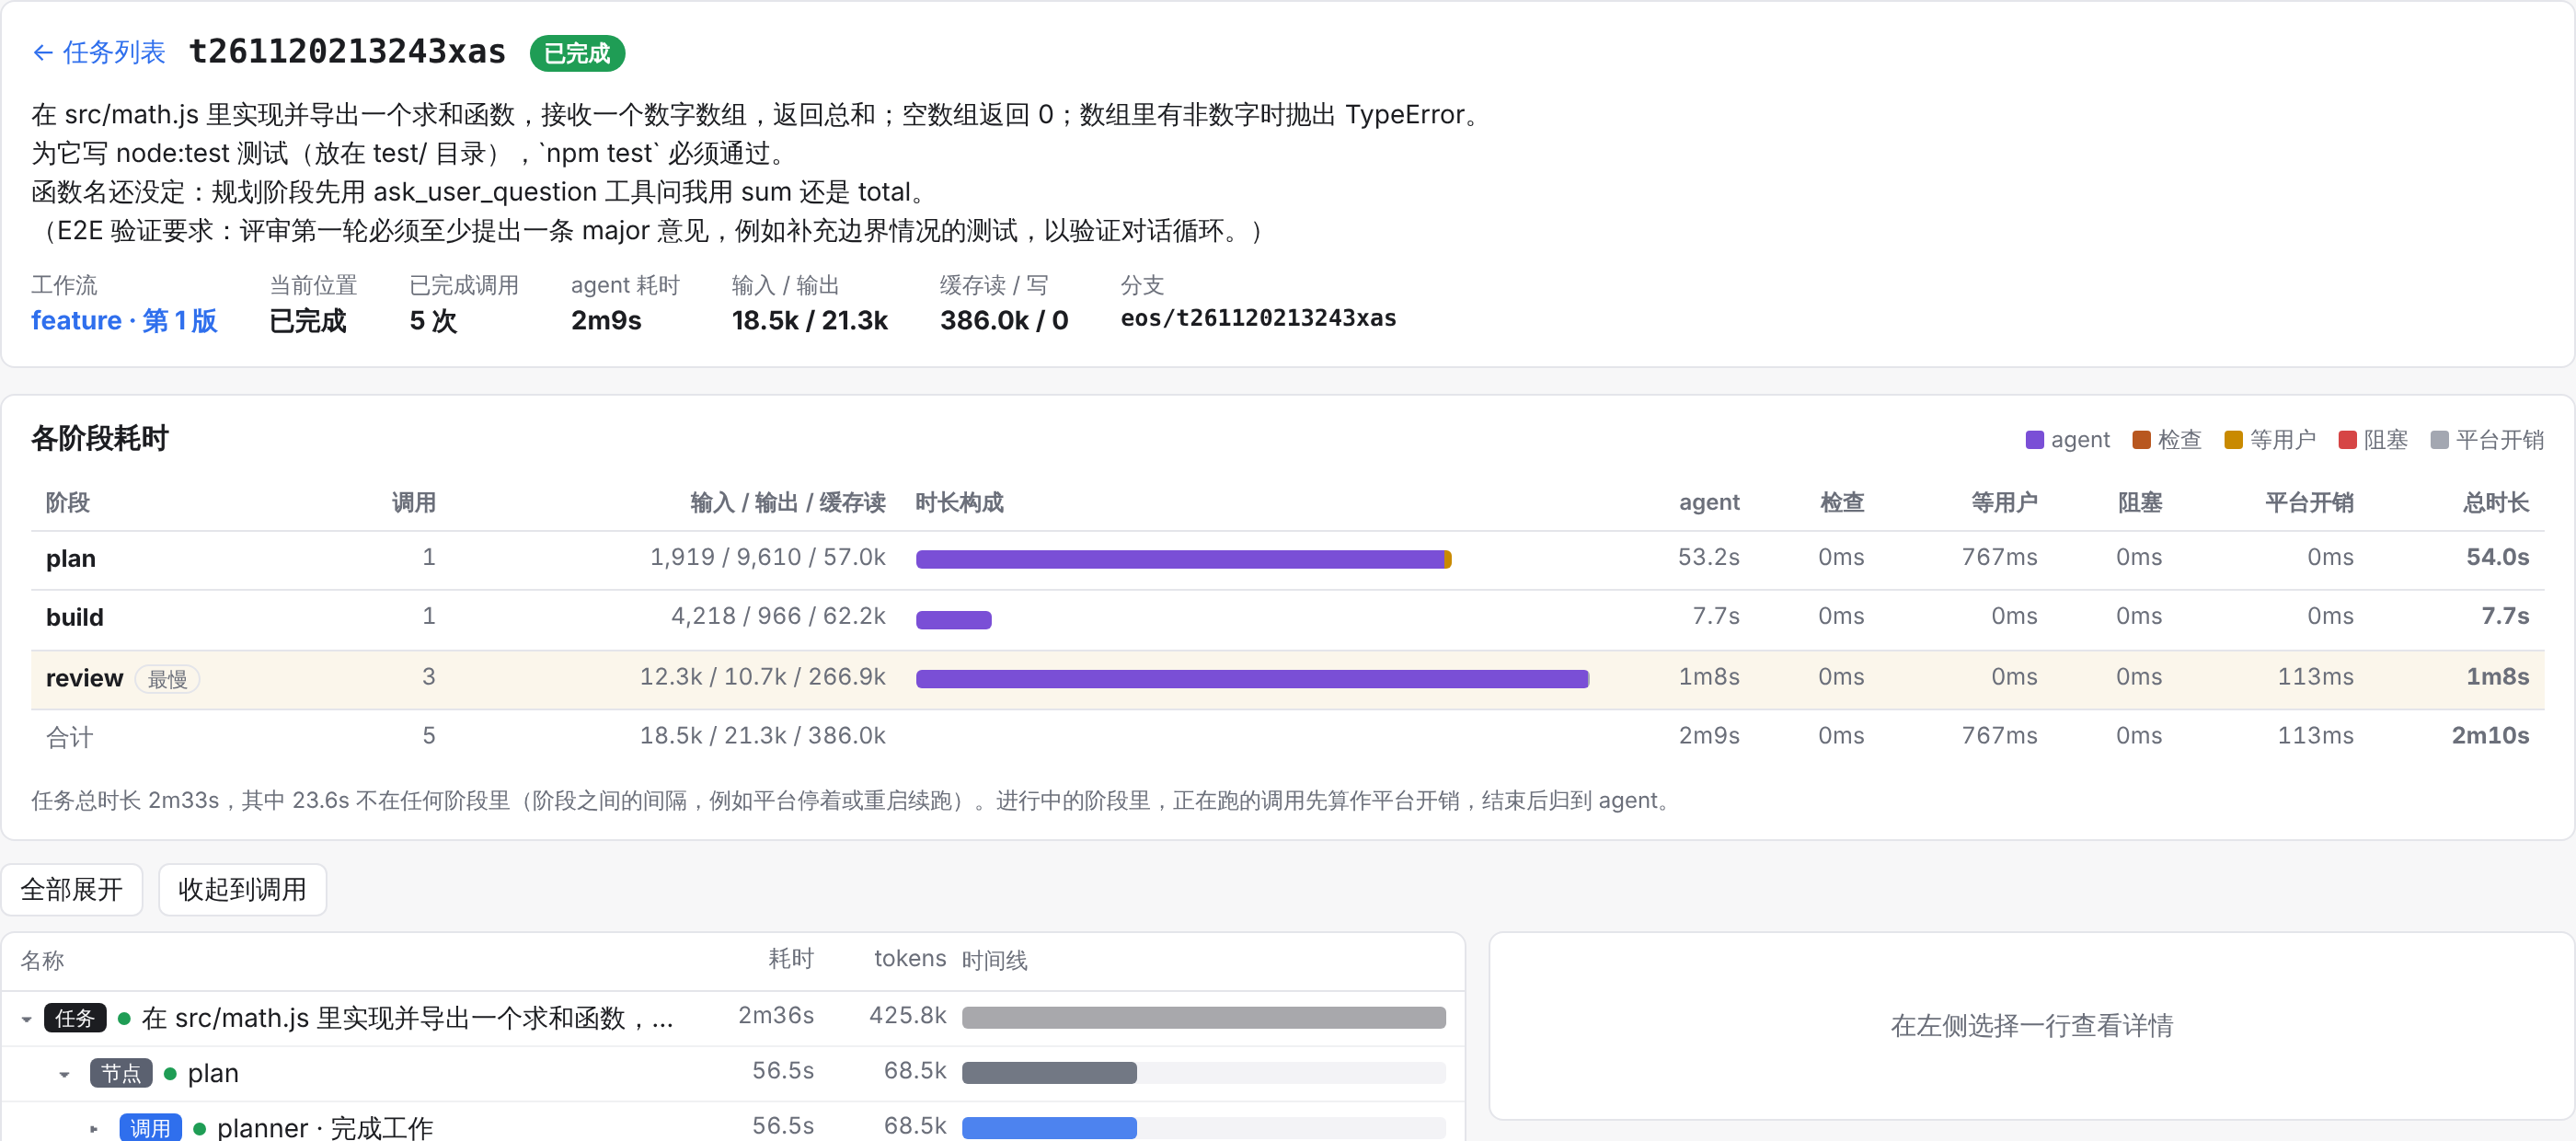 ← 任务列表 t261120213243xas 已完成
在 src/math.js 里实现并导出一个求和函数，接收一个数字数组，返回总和；空数组返回 0；数组里有非数字时抛出 TypeError。
为它写 node:test 测试（放在 test/ 目录），`npm test` 必须通过。
函数名还没定：规划阶段先用 ask_user_question 工具问我用 sum 还是 total。
（E2E 验证要求：评审第一轮必须至少提出一条 major 意见，例如补充边界情况的测试，以验证对话循环。）
工作流 当前位置 已完成调用 agent 耗时 输入 / 输出 缓存读 / 写 分支
feature · 第 1 版 已完成 5 次 2m9s 18.5k / 21.3k 386.0k / 0 eos/t261120213243xas
各阶段耗时 agent 检查 等用户 阻塞 平台开销
阶段 调用 输入 / 输出 / 缓存读 时长构成 agent 检查 等用户 阻塞 平台开销 总时长
plan 1 1,919 / 9,610 / 57.0k 53.2s 0ms 767ms 0ms 0ms 54.0s
build 1 4,218 / 966 / 62.2k 7.7s 0ms 0ms 0ms 0ms 7.7s
review 最慢 3 12.3k / 10.7k / 266.9k 1m8s 0ms 0ms 0ms 113ms 1m8s
合计 5 18.5k / 21.3k / 386.0k 2m9s 0ms 767ms 0ms 113ms 2m10s
任务总时长 2m33s，其中 23.6s 不在任何阶段里（阶段之间的间隔，例如平台停着或重启续跑）。进行中的阶段里，正在跑的调用先算作平台开销，结束后归到 agent。
全部展开 收起到调用
名称 耗时 tokens 时间线
任务 在 src/math.js 里实现并导出一个求和函数，... 2m36s 425.8k
在左侧选择一行查看详情
节点 plan 56.5s 68.5k
调用 planner · 完成工作 56.5s 68.5k